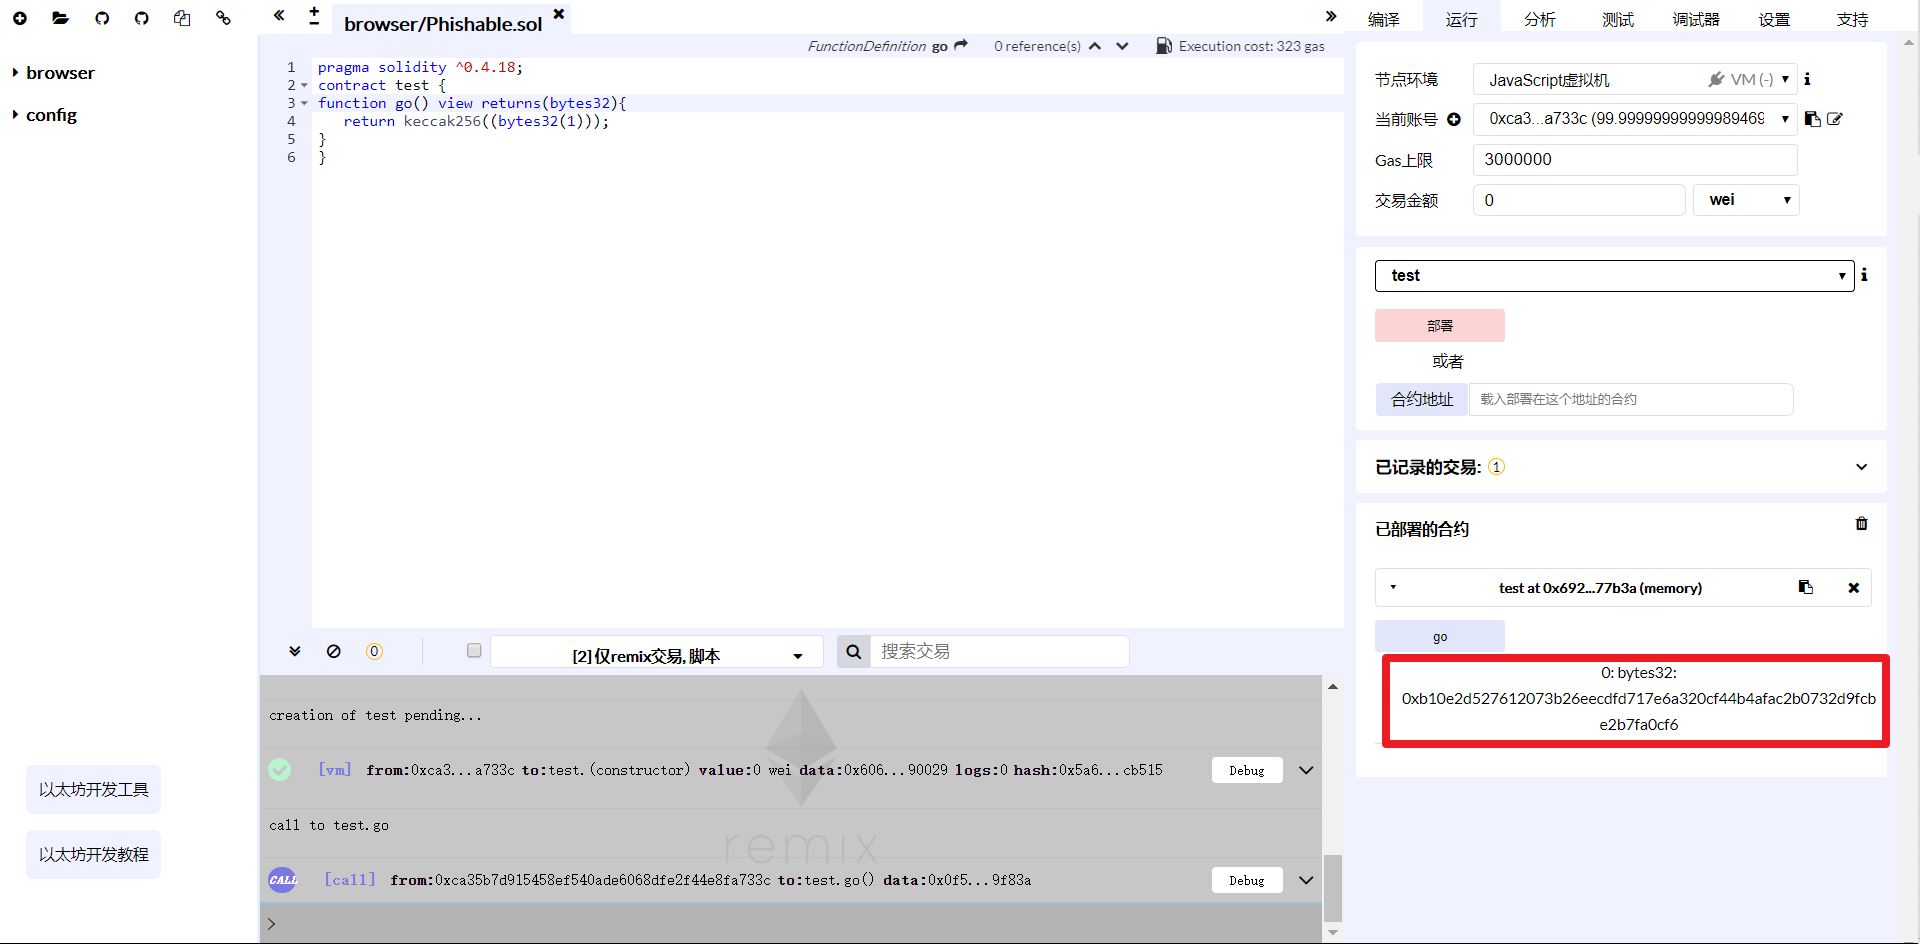 browser/Phishable.sol
browser
config
以太坊开发工具
以太坊开发教程
FunctionDefinition go 0 reference(s) Execution cost: 323 gas
1 pragma solidity ^0.4.18;
2 contract test {
3 function go() view returns(bytes32){
4 return keccak256((bytes32(1)));
5 }
6 }
0 [2] 仅remix交易, 脚本 搜索交易
creation of test pending...
[vm] from:0xca3...a733c to:test.(constructor) value:0 wei data:0x606...90029 logs:0 hash:0x5a6...cb515 Debug
call to test.go
remix
CALL [call] from:0xca35b7d915458ef540ade6068dfe2f44e8fa733c to:test.go() data:0x0f5...9f83a Debug
>
编译 运行 分析 测试 调试器 设置 支持
节点环境 JavaScript虚拟机 VM (-) i
当前账号 0xca3...a733c (99.99999999999989469
Gas上限 3000000
交易金额 0 wei
test i
部署
或者
合约地址 载入部署在这个地址的合约
已记录的交易: 1
已部署的合约
test at 0x692...77b3a (memory)
go
0: bytes32:
0xb10e2d527612073b26eecdfd717e6a320cf44b4afac2b0732d9fcb
e2b7fa0cf6